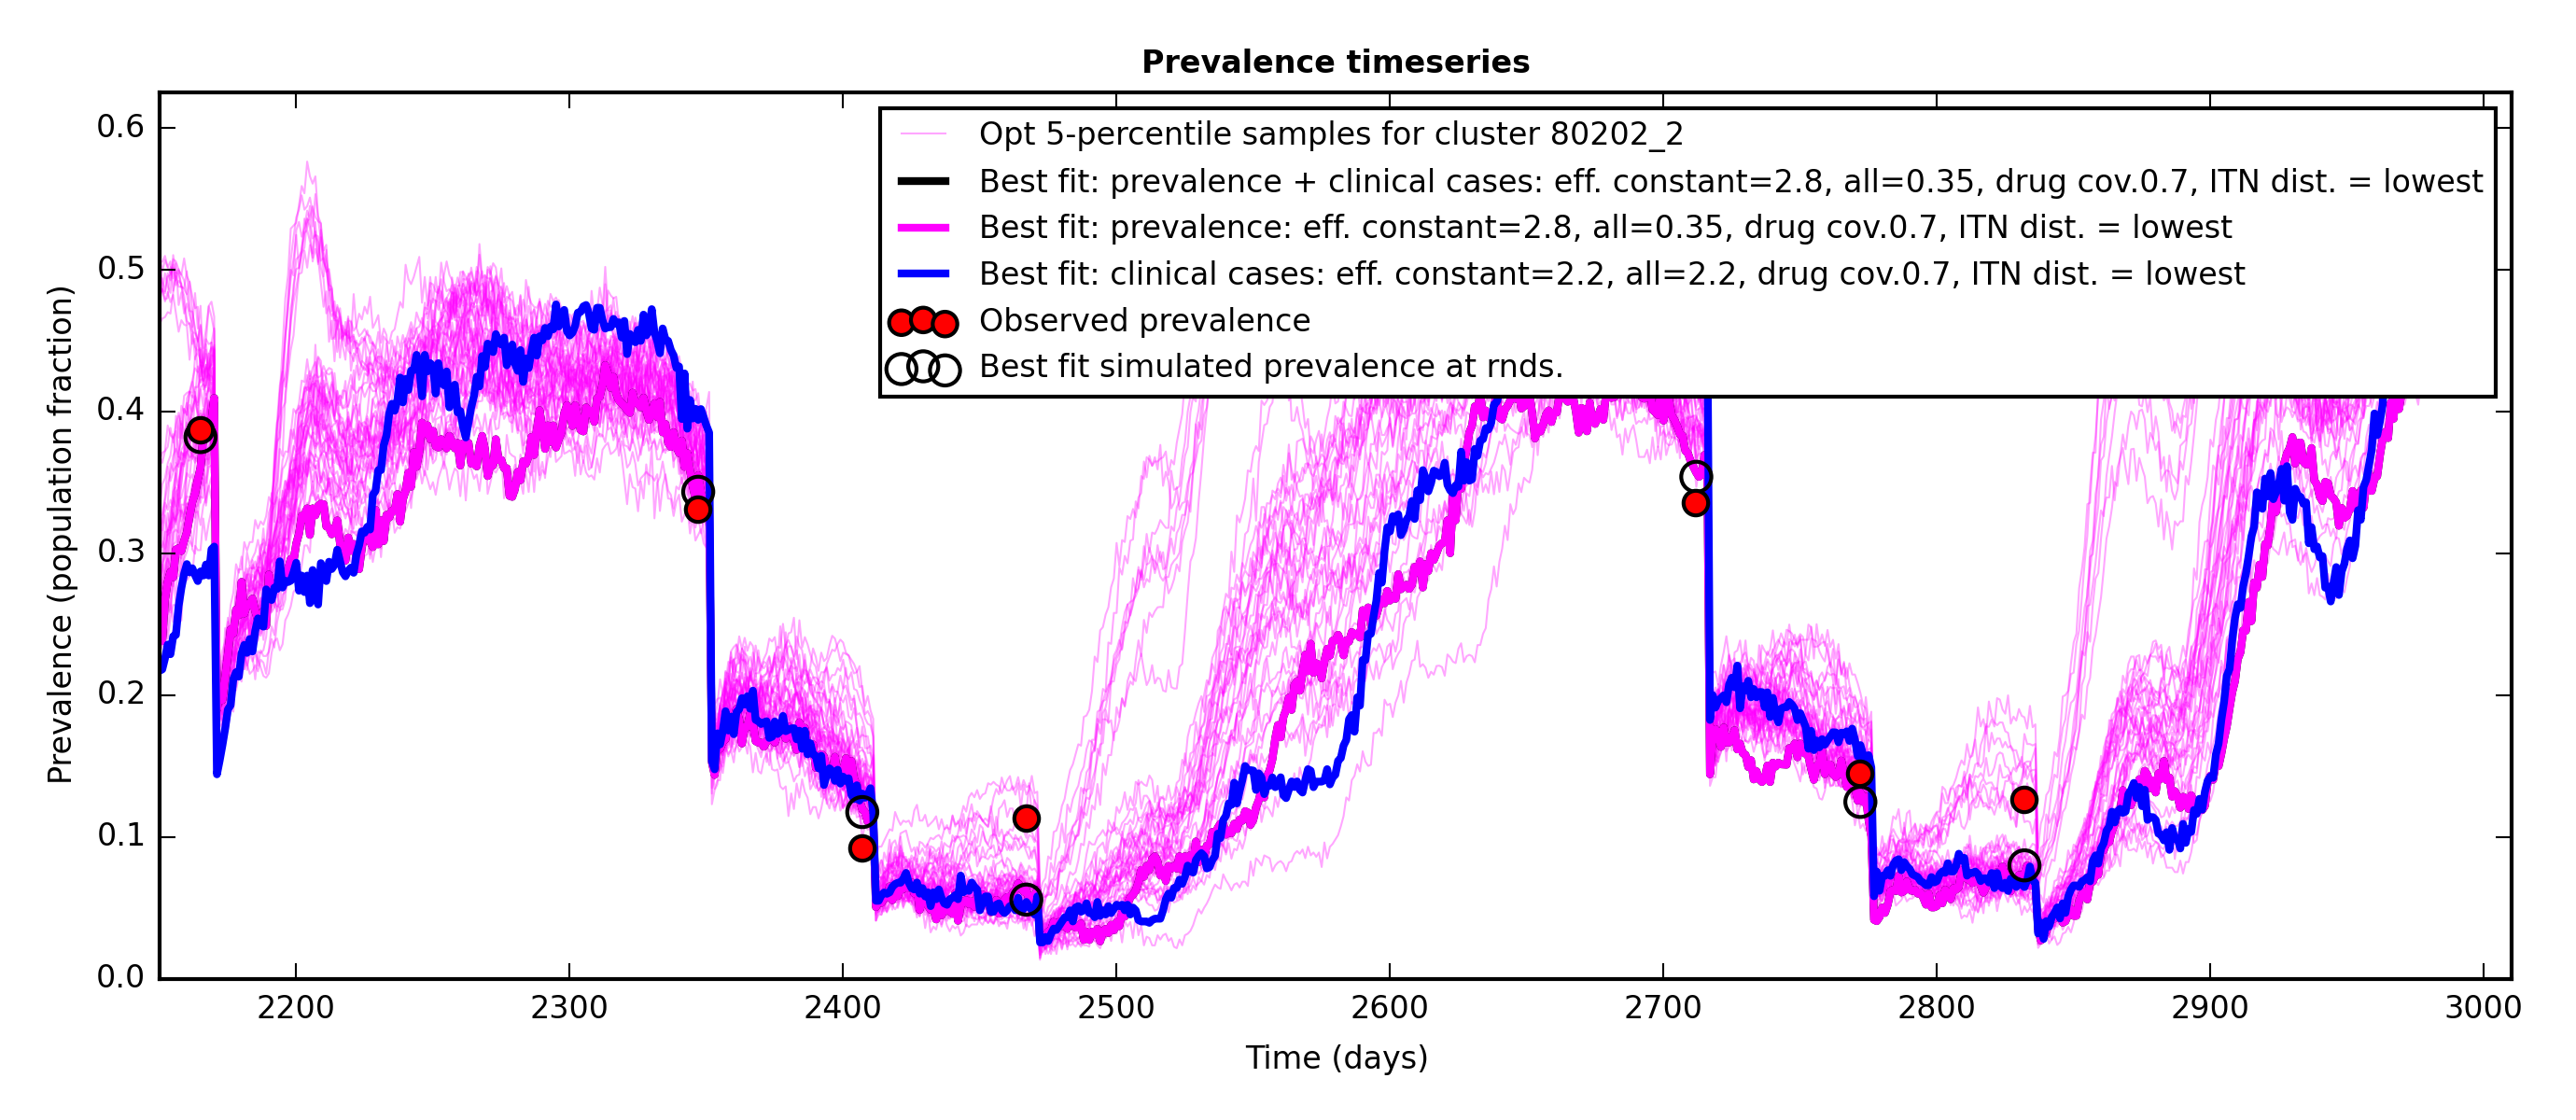 Prevalence timeseries
Opt 5-percentile samples for cluster 80202_2
Best fit: prevalence + clinical cases: eff. constant=2.8, all=0.35, drug cov.0.7, ITN dist. = lowest
Best fit: prevalence: eff. constant=2.8, all=0.35, drug cov.0.7, ITN dist. = lowest
Best fit: clinical cases: eff. constant=2.2, all=2.2, drug cov.0.7, ITN dist. = lowest
Observed prevalence
Best fit simulated prevalence at rnds.
Prevalence (population fraction)
0.6
0.5
0.4
0.3
0.2
0.1
0.0
2200 2300 2400 2500 2600 2700 2800 2900 3000
Time (days)